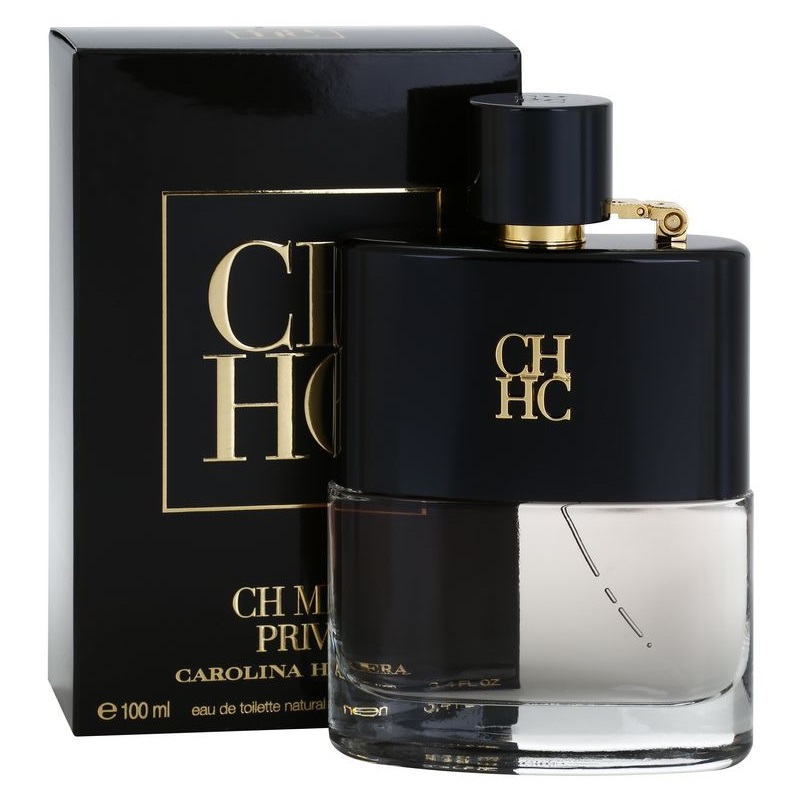 CH
HC
CH M
PRIV
CAROLINA H
℮ 100 ml eau de toilette natural
CH
HC